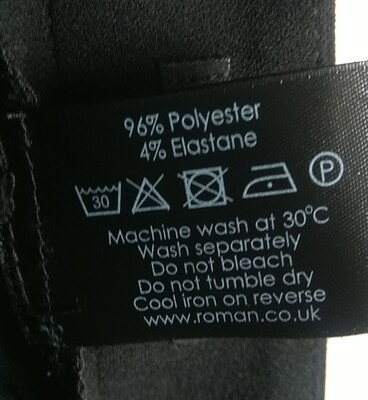 96% Polyester
4% Elastane
30 P
Machine wash at 30°C
Wash separately
Do not bleach
Do not tumble dry
Cool iron on reverse
www.roman.co.uk